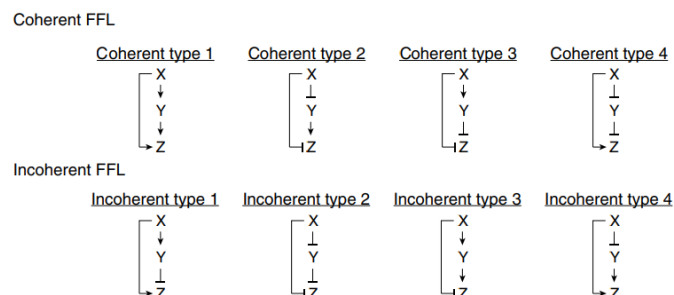 Coherent FFL
Coherent type 1 Coherent type 2 Coherent type 3 Coherent type 4
X X X X
Y Y Y Y
Z Z Z Z
Incoherent FFL
Incoherent type 1 Incoherent type 2 Incoherent type 3 Incoherent type 4
X X X X
Y Y Y Y
Z Z Z Z